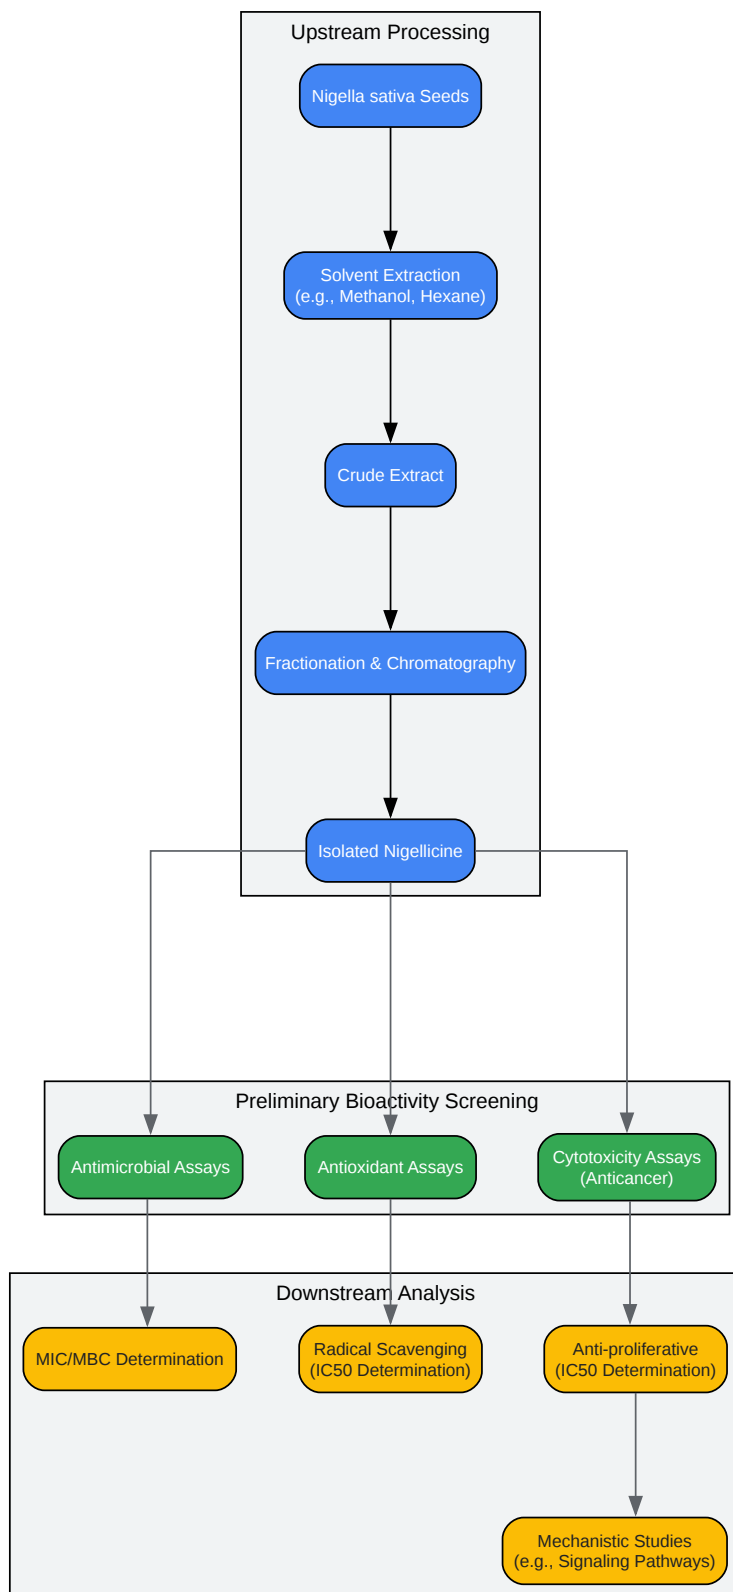 Upstream Processing
Nigella sativa Seeds
Solvent Extraction
(e.g., Methanol, Hexane)
Crude Extract
Fractionation & Chromatography
Isolated Nigellicine
Preliminary Bioactivity Screening
Antimicrobial Assays
Antioxidant Assays
Cytotoxicity Assays
(Anticancer)
Downstream Analysis
MIC/MBC Determination
Radical Scavenging
(IC50 Determination)
Anti-proliferative
(IC50 Determination)
Mechanistic Studies
(e.g., Signaling Pathways)